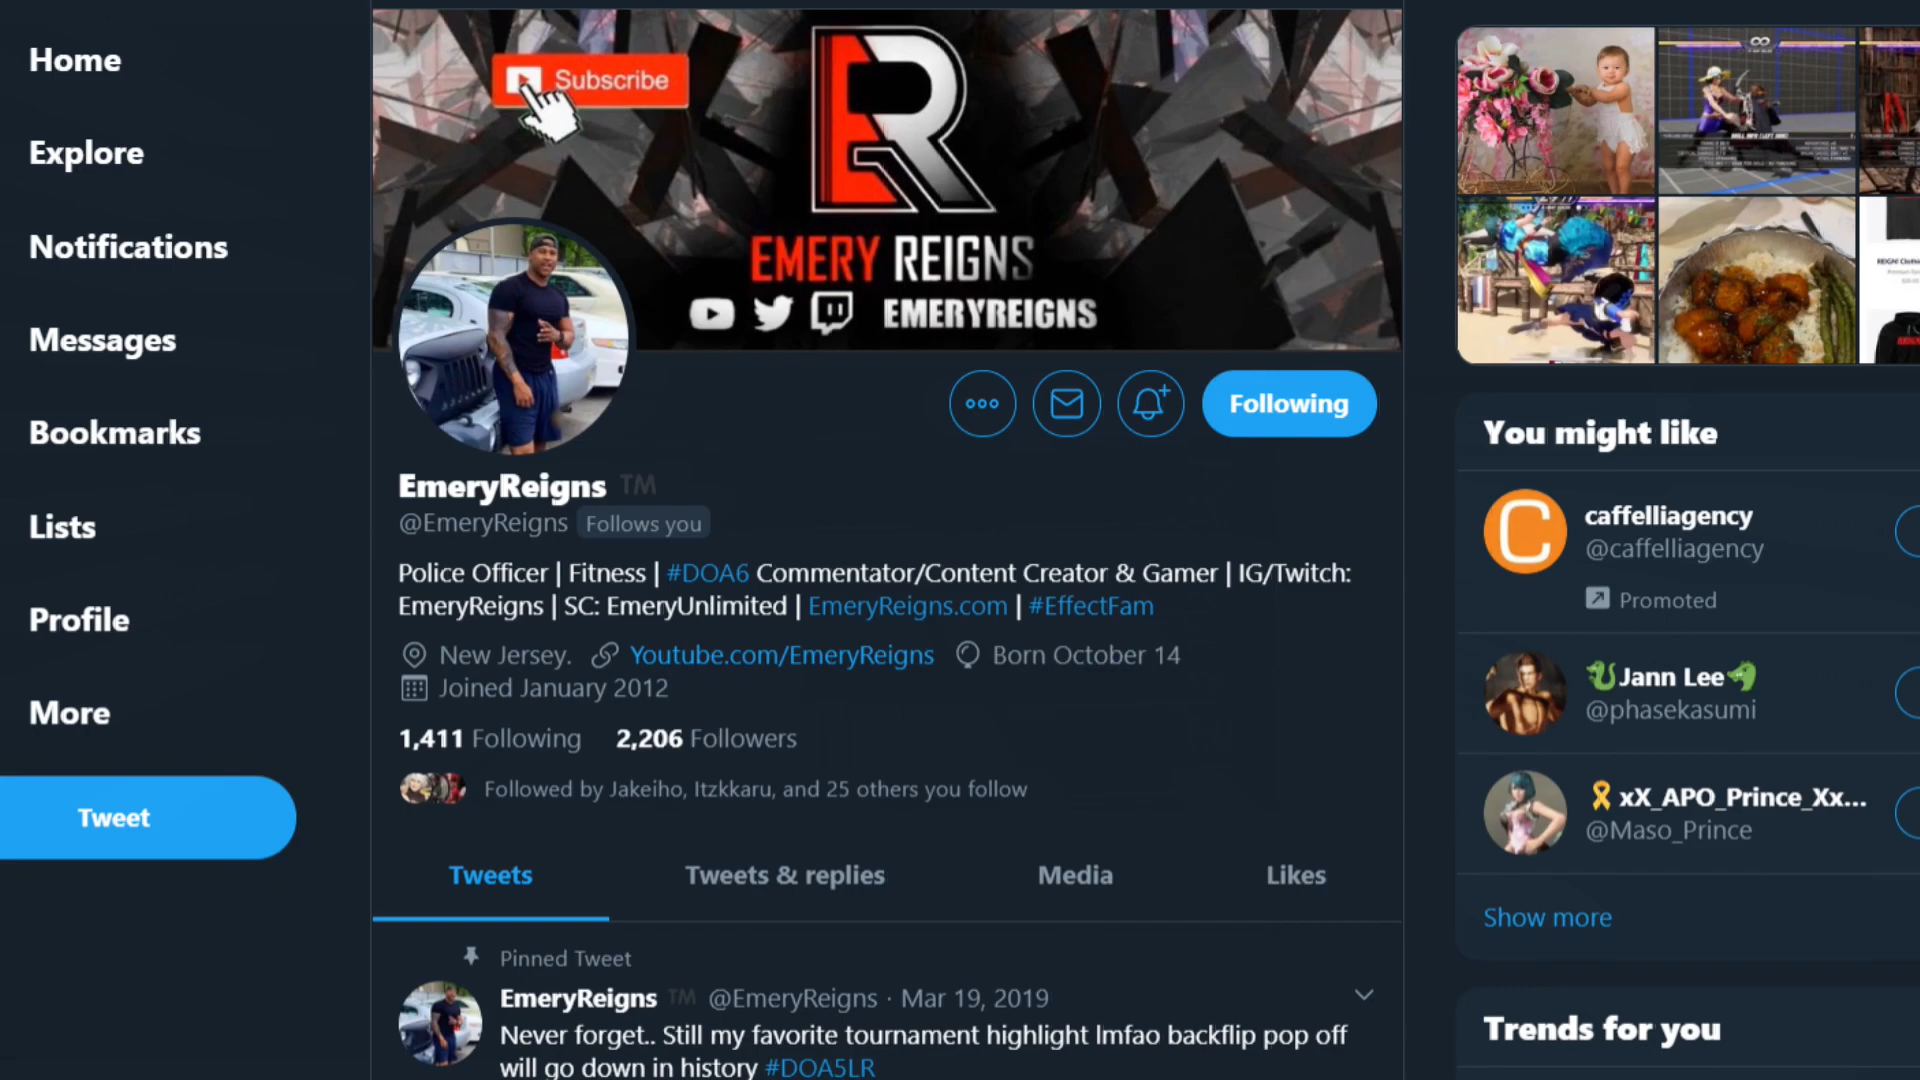 Home
Explore
Notifications
Messages
Bookmarks
Lists
Profile
More
Tweet
Subscribe
ER
EMERY REIGNS
EMERYREIGNS
Following
EmeryReigns TM
@EmeryReigns Follows you
Police Officer | Fitness | #DOA6 Commentator/Content Creator & Gamer | IG/Twitch:
EmeryReigns | SC: EmeryUnlimited | EmeryReigns.com | #EffectFam
New Jersey. Youtube.com/EmeryReigns Born October 14
Joined January 2012
1,411 Following 2,206 Followers
Followed by Jakeiho, Itzkkaru, and 25 others you follow
Tweets Tweets & replies Media Likes
Pinned Tweet
EmeryReigns TM @EmeryReigns · Mar 19, 2019
Never forget.. Still my favorite tournament highlight lmfao backflip pop off
will go down in history #DOA5LR
You might like
caffelliagency
@caffelliagency
Promoted
Jann Lee
@phasekasumi
xX_APO_Prince_Xx...
@Maso_Prince
Show more
Trends for you